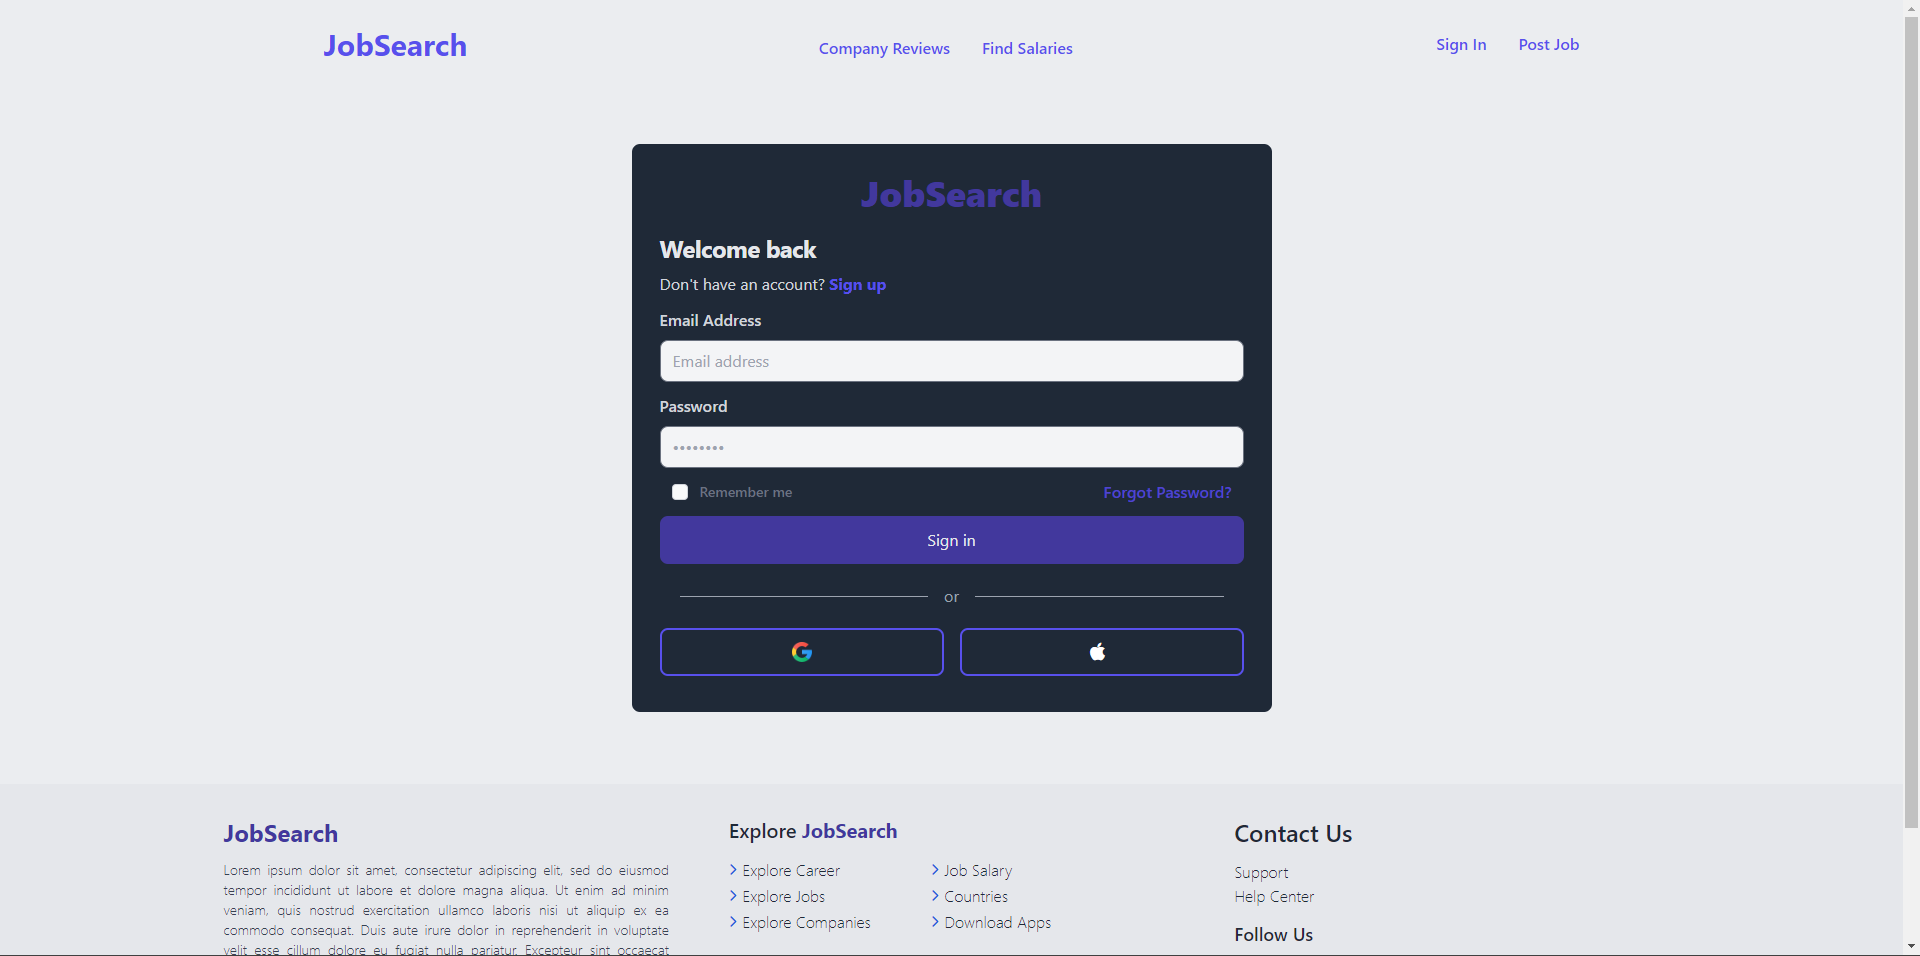 JobSearch
Company Reviews
Find Salaries
Sign In
Post Job
JobSearch
Welcome back
Don't have an account? Sign up
Email Address
Email address
Password
••••••••
Remember me
Forgot Password?
Sign in
or
JobSearch
Lorem ipsum dolor sit amet, consectetur adipiscing elit, sed do eiusmod
tempor incididunt ut labore et dolore magna aliqua. Ut enim ad minim
veniam, quis nostrud exercitation ullamco laboris nisi ut aliquip ex ea
commodo consequat. Duis aute irure dolor in reprehenderit in voluptate
velit esse cillum dolore eu fugiat nulla pariatur. Excepteur sint occaecat
Explore JobSearch
Explore Career
Explore Jobs
Explore Companies
Job Salary
Countries
Download Apps
Contact Us
Support
Help Center
Follow Us